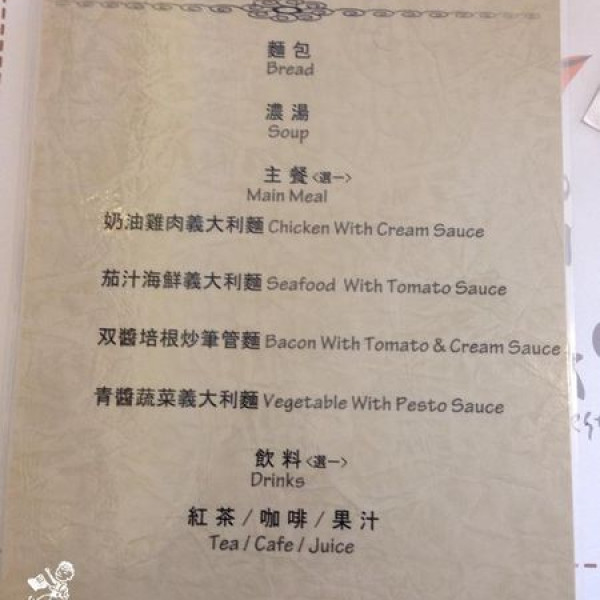 麵包
Bread
濃湯
Soup
主餐<選一>
Main Meal
奶油雞肉義大利麵 Chicken With Cream Sauce
茄汁海鮮義大利麵 Seafood With Tomato Sauce
双醬培根炒筆管麵 Bacon With Tomato & Cream Sauce
青醬蔬菜義大利麵 Vegetable With Pesto Sauce
飲料<選一>
Drinks
紅茶/咖啡/果汁
Tea / Cafe / Juice